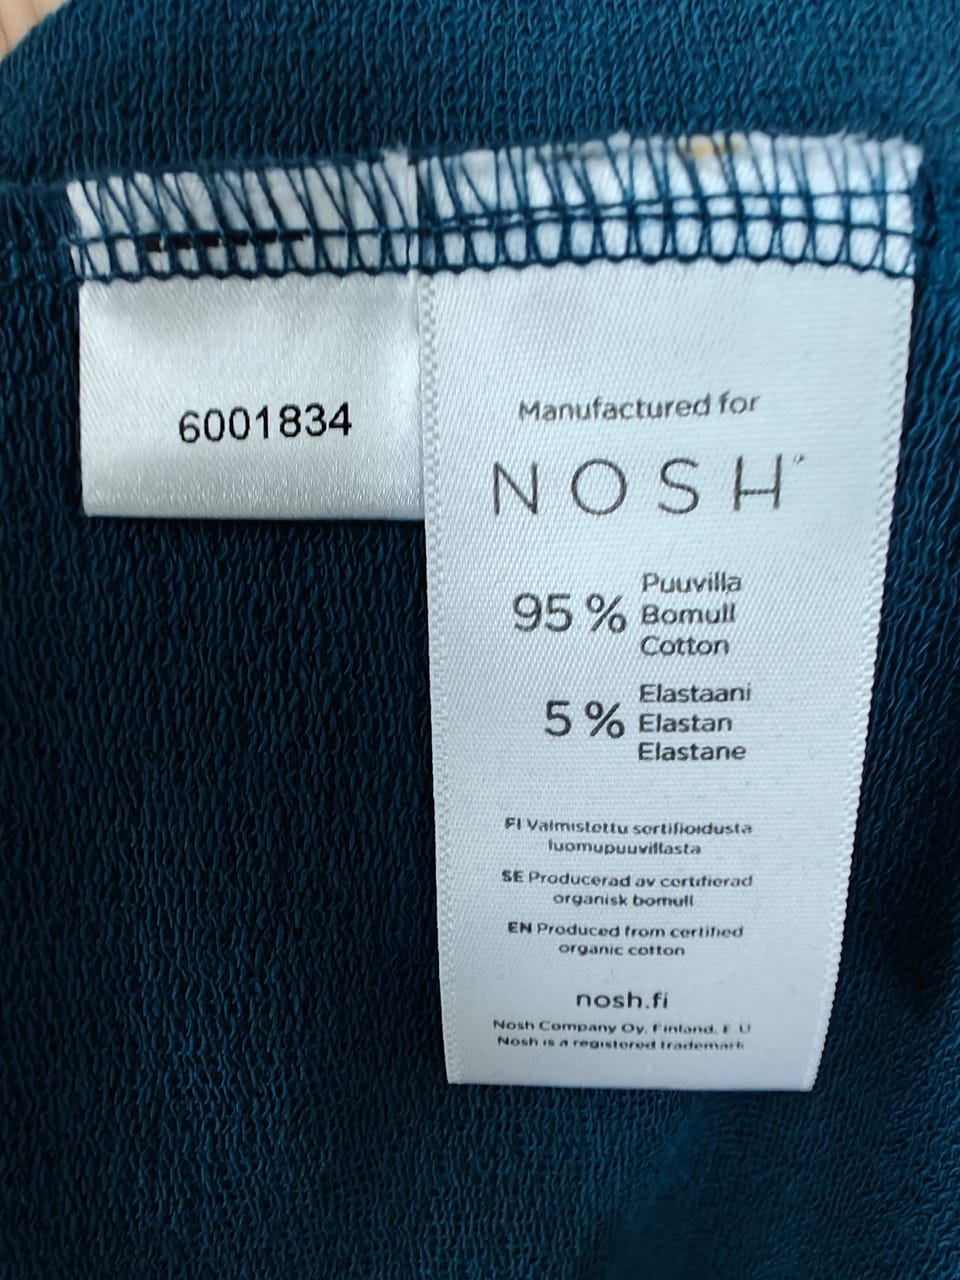 6001834
Manufactured for
NOSH
95 % Puuvilla
Bomull
Cotton
5 % Elastaani
Elastan
Elastane
FI Valmistettu sertifioidusta
luomupuuvillasta
SE Producerad av certifierad
organisk bomull
EN Produced from certified
organic cotton
nosh.fi
Nosh Company Oy, Finland, E U
Nosh is a registered trademark